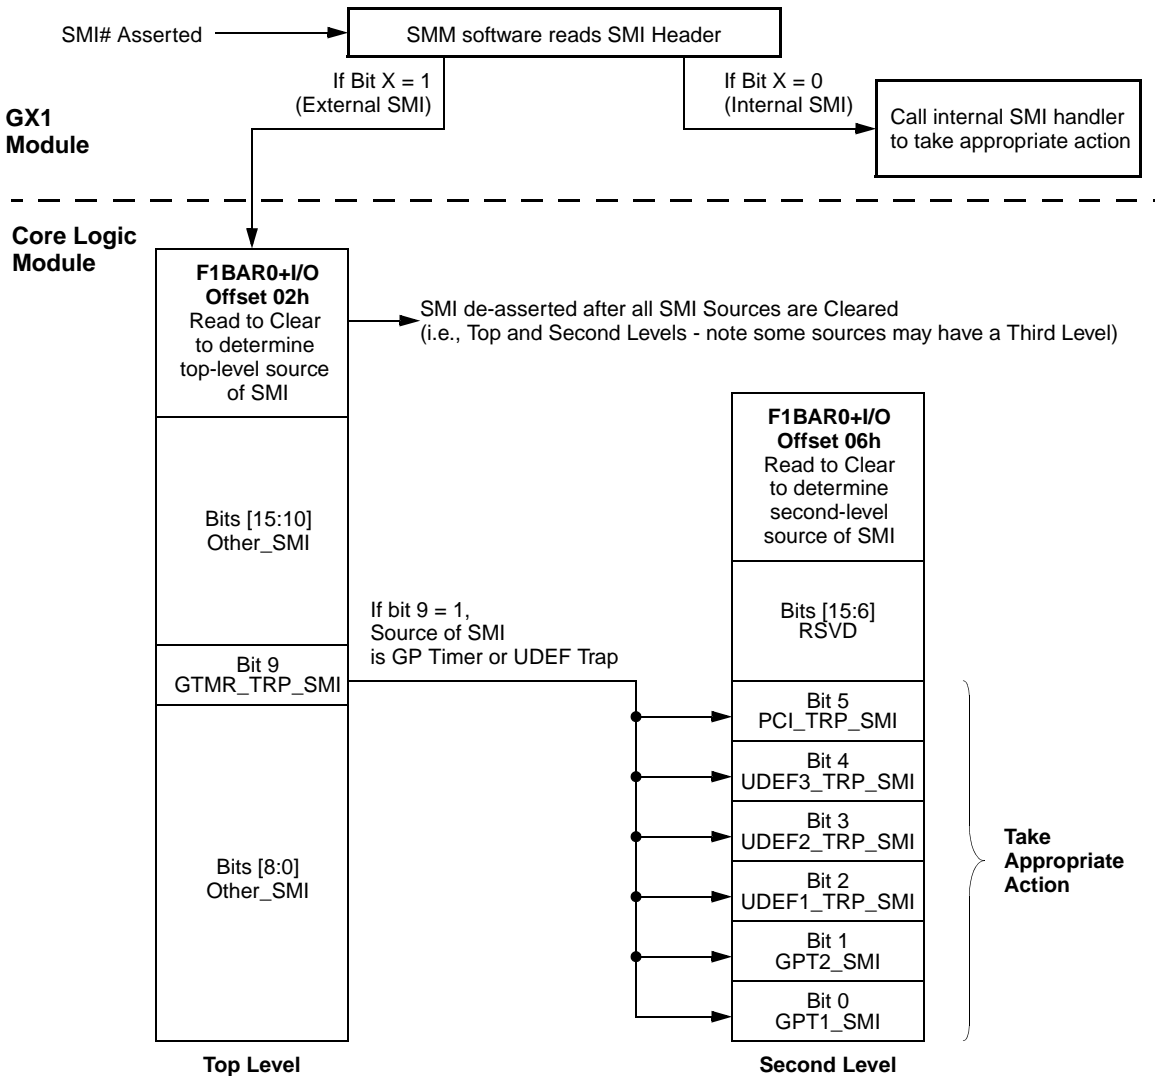 SMI# Asserted
SMM software reads SMI Header
If Bit X = 1
(External SMI)
If Bit X = 0
(Internal SMI)
Call internal SMI handler
to take appropriate action
GX1
Module
Core Logic
Module
F1BAR0+I/O
Offset 02h
Read to Clear
to determine
top-level source
of SMI
SMI de-asserted after all SMI Sources are Cleared
(i.e., Top and Second Levels - note some sources may have a Third Level)
Bits [15:10]
Other_SMI
If bit 9 = 1,
Source of SMI
is GP Timer or UDEF Trap
Bit 9
GTMR_TRP_SMI
Bits [8:0]
Other_SMI
Top Level
F1BAR0+I/O
Offset 06h
Read to Clear
to determine
second-level
source of SMI
Bits [15:6]
RSVD
Bit 5
PCI_TRP_SMI
Bit 4
UDEF3_TRP_SMI
Bit 3
UDEF2_TRP_SMI
Bit 2
UDEF1_TRP_SMI
Bit 1
GPT2_SMI
Bit 0
GPT1_SMI
Second Level
Take
Appropriate
Action